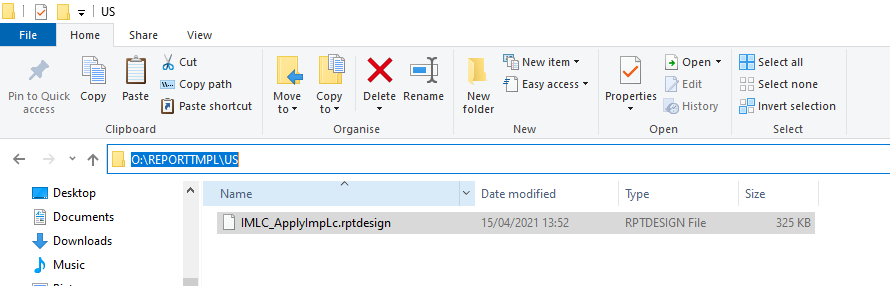 US
File Home Share View
Pin to Quick access
Copy
Paste
Cut
Copy path
Paste shortcut
Clipboard
Move to
Copy to
Delete
Rename
Organise
New folder
New item
Easy access
New
Properties
Open
Edit
History
Open
Select all
Select none
Invert selection
Select
O:\REPORTTMPL\US
Desktop
Documents
Downloads
Music
Name Date modified Type Size
IMLC_ApplyImpLc.rptdesign 15/04/2021 13:52 RPTDESIGN File 325 KB